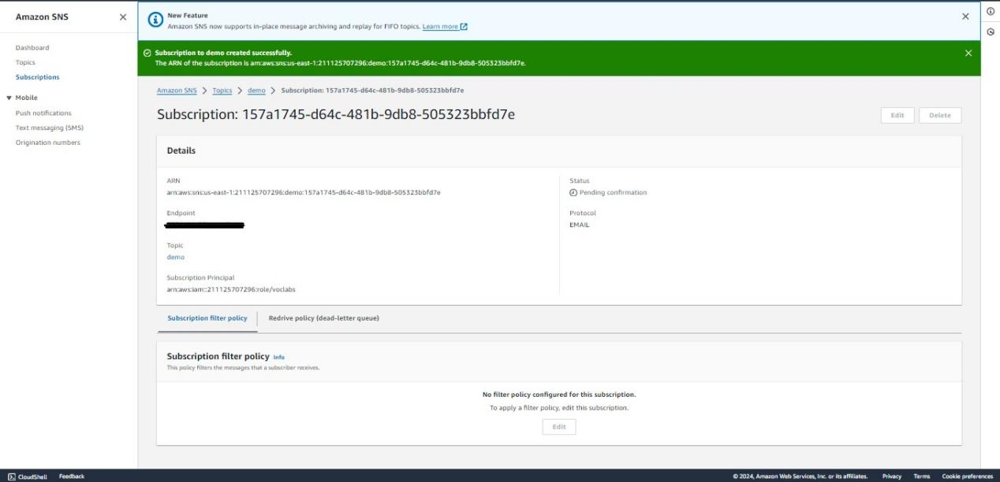 Amazon SNS
New Feature
Amazon SNS now supports in-place message archiving and replay for FIFO topics. Learn more
Subscription to demo created successfully.
The ARN of the subscription is arn:aws:sns:us-east-1:211125707296:demo:157a1745-d64c-481b-9db8-505323bbfd7e.
Dashboard
Topics
Subscriptions
Mobile
Push notifications
Text messaging (SMS)
Origination numbers
Amazon SNS > Topics > demo > Subscription: 157a1745-d64c-481b-9db8-505323bbfd7e
Subscription: 157a1745-d64c-481b-9db8-505323bbfd7e
Edit
Delete
Details
ARN
arn:aws:sns:us-east-1:211125707296:demo:157a1745-d64c-481b-9db8-505323bbfd7e
Endpoint
Topic
demo
Subscription Principal
arn:aws:iam::211125707296:role/voclabs
Status
Pending confirmation
Protocol
EMAIL
Subscription filter policy
Redrive policy (dead-letter queue)
Subscription filter policy Info
This policy filters the messages that a subscriber receives.
No filter policy configured for this subscription.
To apply a filter policy, edit this subscription.
Edit
CloudShell
Feedback
© 2024, Amazon Web Services, Inc. or its affiliates.
Privacy
Terms
Cookie preferences